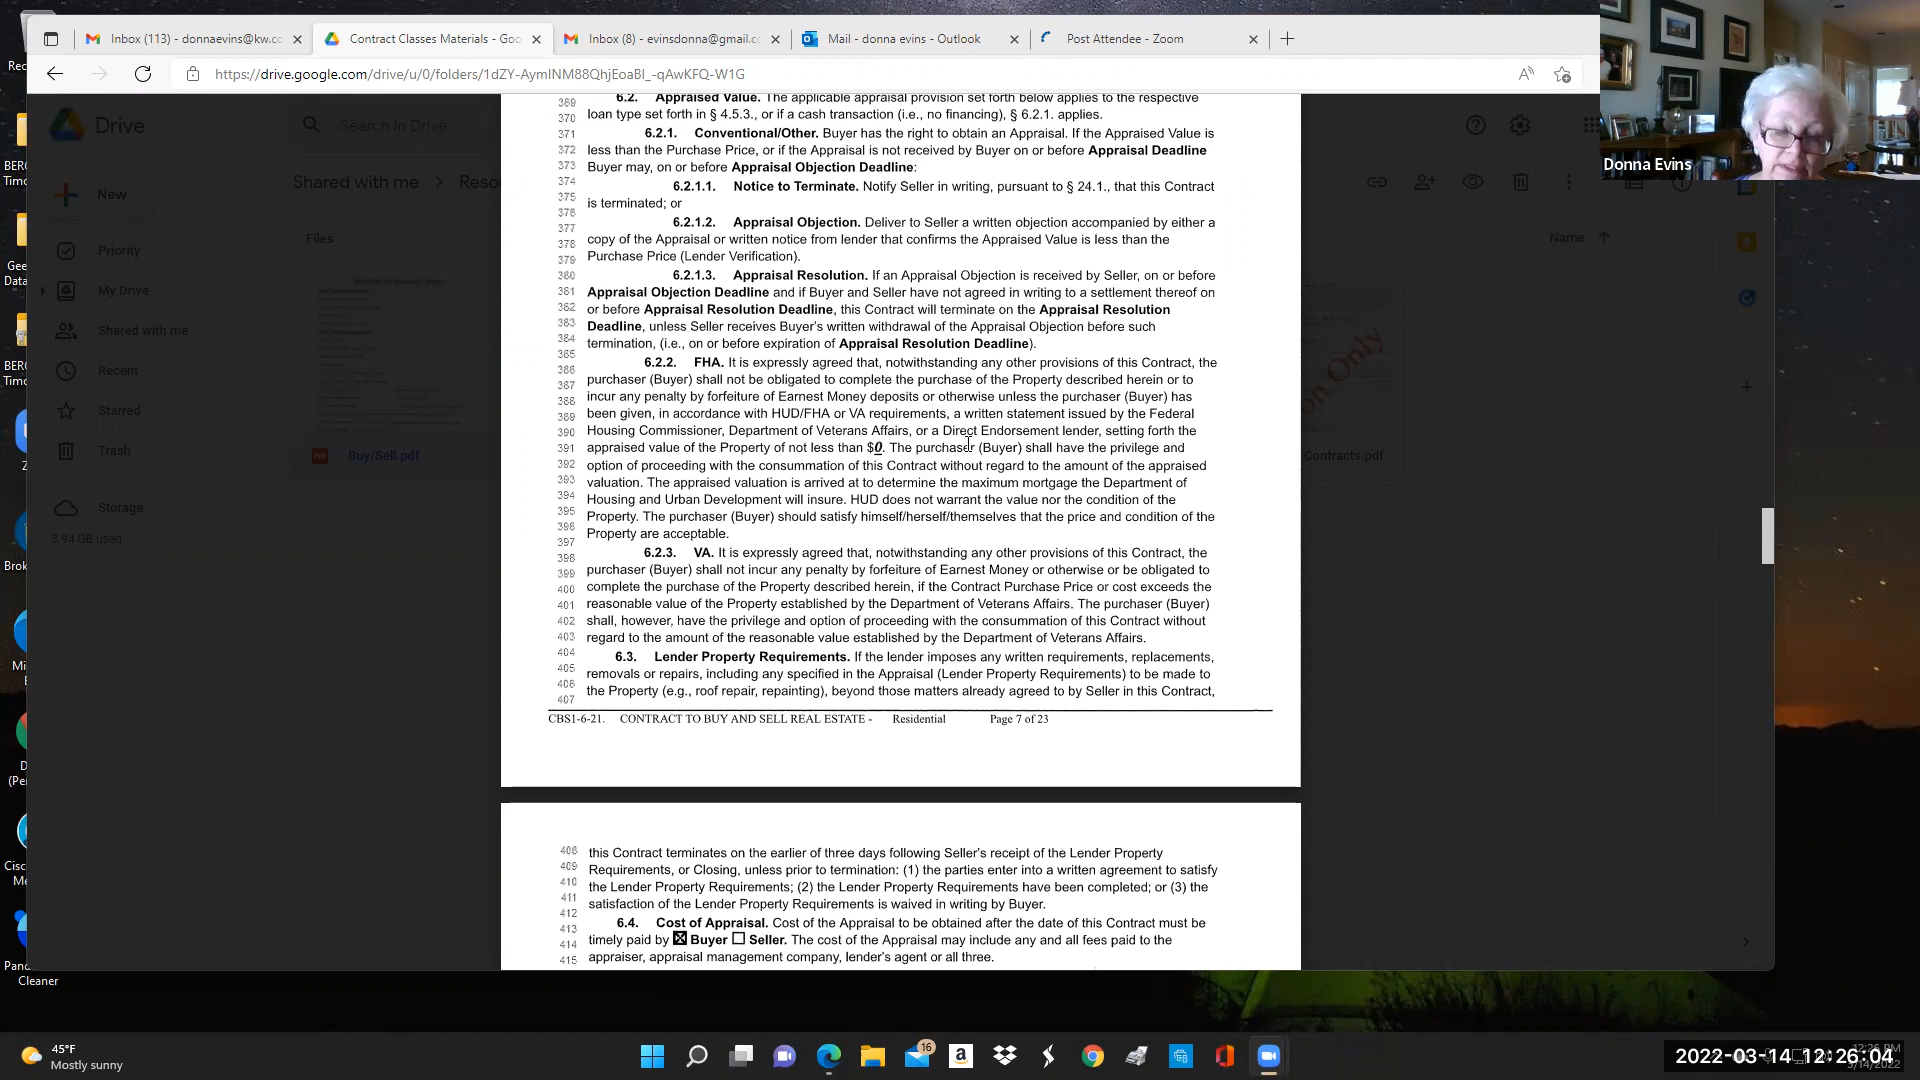 Inbox (113) - donnaevins@kw.co
Contract Classes Materials - Goo
Inbox (8) - evinsdonna@gmail.cc
Mail - donna evins - Outlook
Post Attendee - Zoom
https://drive.google.com/drive/u/0/folders/1dZY-AymINM88QhjEoaBI_-qAwKFQ-W1G
Donna Evins
Drive
Search in Drive
New
Shared with me
Reso
Priority
My Drive
Shared with me
Recent
Starred
Trash
Storage
3.94 GB used
Files
Name
Buy/Sell.pdf
Contracts.pdf
on Only
369 6.2. Appraised Value. The applicable appraisal provision set forth below applies to the respective
370 loan type set forth in § 4.5.3., or if a cash transaction (i.e., no financing), § 6.2.1. applies.
371 6.2.1. Conventional/Other. Buyer has the right to obtain an Appraisal. If the Appraised Value is
372 less than the Purchase Price, or if the Appraisal is not received by Buyer on or before Appraisal Deadline
373 Buyer may, on or before Appraisal Objection Deadline:
374 6.2.1.1. Notice to Terminate. Notify Seller in writing, pursuant to § 24.1., that this Contract
375 is terminated; or
376
377 6.2.1.2. Appraisal Objection. Deliver to Seller a written objection accompanied by either a
378 copy of the Appraisal or written notice from lender that confirms the Appraised Value is less than the
379 Purchase Price (Lender Verification).
380 6.2.1.3. Appraisal Resolution. If an Appraisal Objection is received by Seller, on or before
381 Appraisal Objection Deadline and if Buyer and Seller have not agreed in writing to a settlement thereof on
382 or before Appraisal Resolution Deadline, this Contract will terminate on the Appraisal Resolution
383 Deadline, unless Seller receives Buyer's written withdrawal of the Appraisal Objection before such
384 termination, (i.e., on or before expiration of Appraisal Resolution Deadline).
385
386 6.2.2. FHA. It is expressly agreed that, notwithstanding any other provisions of this Contract, the
387 purchaser (Buyer) shall not be obligated to complete the purchase of the Property described herein or to
388 incur any penalty by forfeiture of Earnest Money deposits or otherwise unless the purchaser (Buyer) has
389 been given, in accordance with HUD/FHA or VA requirements, a written statement issued by the Federal
390 Housing Commissioner, Department of Veterans Affairs, or a Direct Endorsement lender, setting forth the
391 appraised value of the Property of not less than $0. The purchaser (Buyer) shall have the privilege and
392 option of proceeding with the consummation of this Contract without regard to the amount of the appraised
393 valuation. The appraised valuation is arrived at to determine the maximum mortgage the Department of
394 Housing and Urban Development will insure. HUD does not warrant the value nor the condition of the
395
396 Property. The purchaser (Buyer) should satisfy himself/herself/themselves that the price and condition of the
397 Property are acceptable.
398 6.2.3. VA. It is expressly agreed that, notwithstanding any other provisions of this Contract, the
399 purchaser (Buyer) shall not incur any penalty by forfeiture of Earnest Money or otherwise or be obligated to
400 complete the purchase of the Property described herein, if the Contract Purchase Price or cost exceeds the
401 reasonable value of the Property established by the Department of Veterans Affairs. The purchaser (Buyer)
402 shall, however, have the privilege and option of proceeding with the consummation of this Contract without
403 regard to the amount of the reasonable value established by the Department of Veterans Affairs.
404 6.3. Lender Property Requirements. If the lender imposes any written requirements, replacements,
405 removals or repairs, including any specified in the Appraisal (Lender Property Requirements) to be made to
406 the Property (e.g., roof repair, repainting), beyond those matters already agreed to by Seller in this Contract,
407
CBS1-6-21. CONTRACT TO BUY AND SELL REAL ESTATE - Residential Page 7 of 23
408 this Contract terminates on the earlier of three days following Seller's receipt of the Lender Property
409 Requirements, or Closing, unless prior to termination: (1) the parties enter into a written agreement to satisfy
410 the Lender Property Requirements; (2) the Lender Property Requirements have been completed; or (3) the
411 satisfaction of the Lender Property Requirements is waived in writing by Buyer.
412
413 6.4. Cost of Appraisal. Cost of the Appraisal to be obtained after the date of this Contract must be
414 timely paid by Buyer Seller. The cost of the Appraisal may include any and all fees paid to the
415 appraiser, appraisal management company, lender's agent or all three.
Rec
BERG
Timo
Gee
Data
BERG
Timo
Z
Brok
Mi
D
(Per
Cisc
Me
Pand
Cleaner
45°F
Mostly sunny
16
2022-03-14 12:26:04